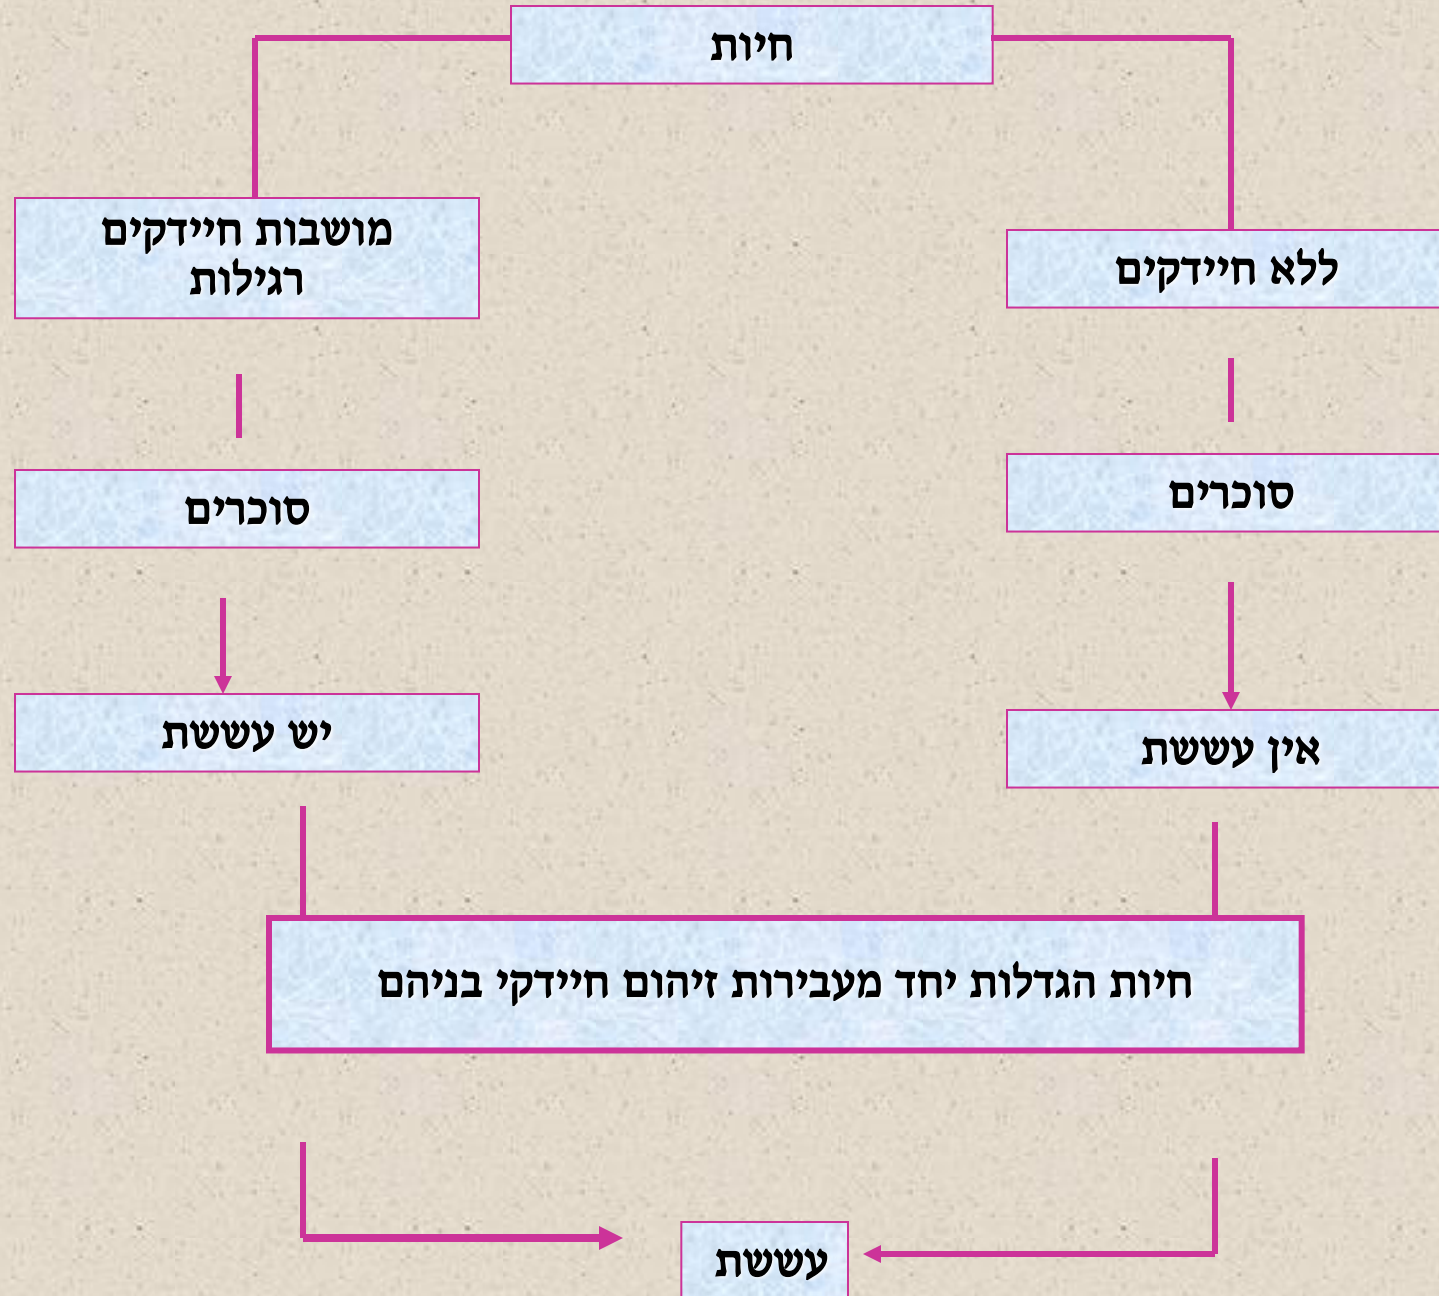 חיות
ללא חיידקים
מושבות חיידקים
רגילות
סוכרים
סוכרים
אין עששת
יש עששת
חיות הגדלות יחד מעבירות זיהום חיידקי בניהם
עששת